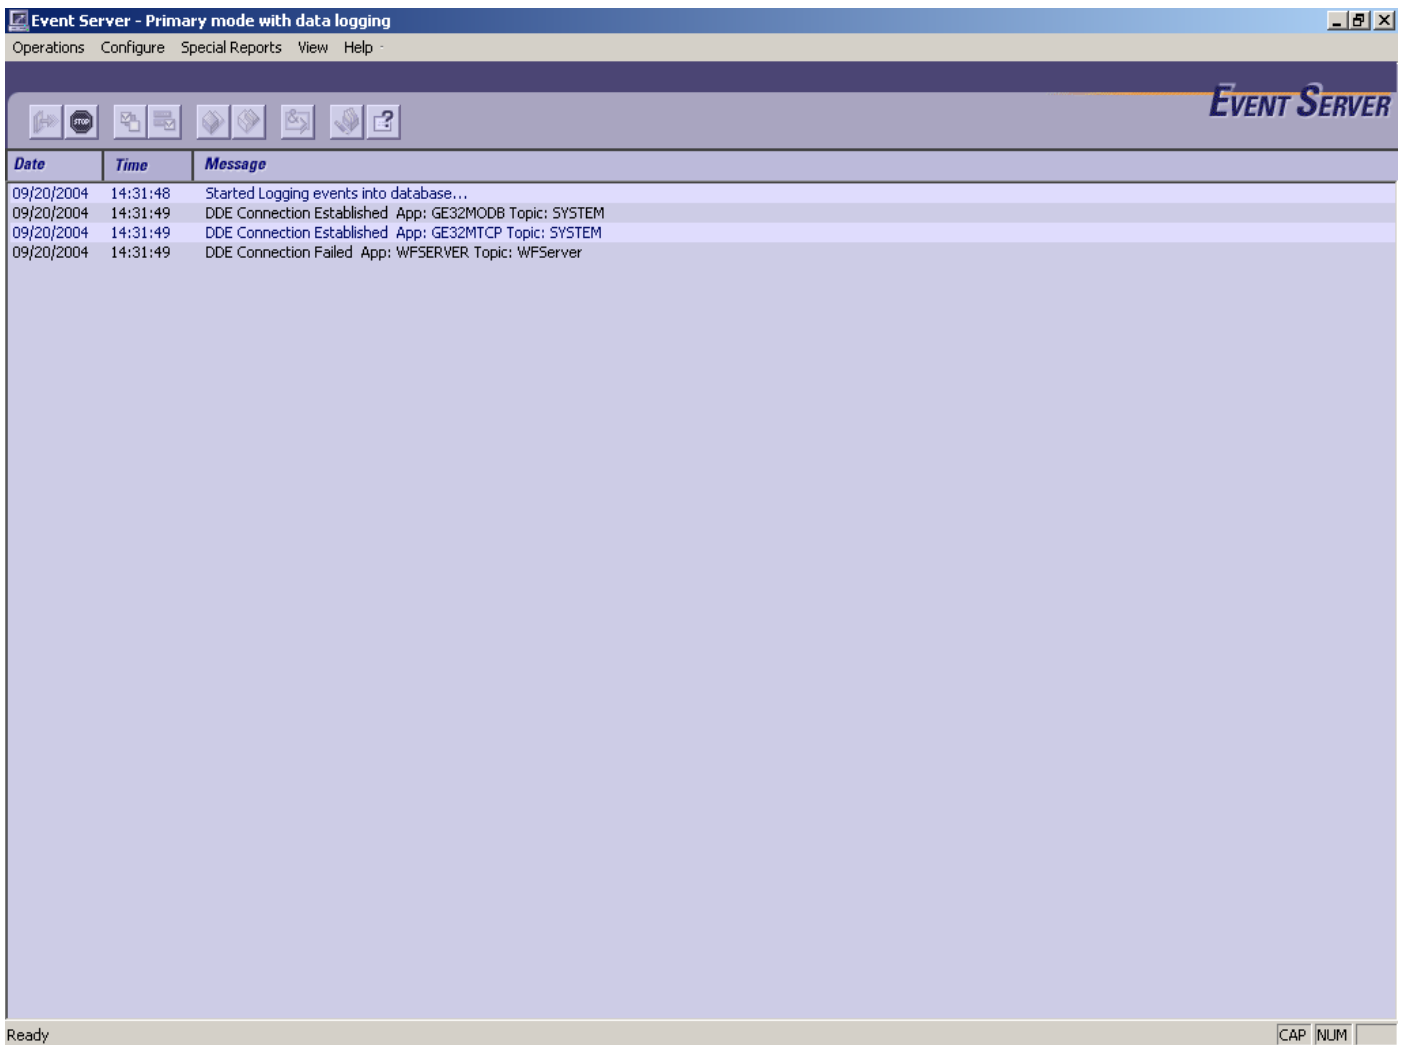 Event Server - Primary mode with data logging
Operations Configure Special Reports View Help
EVENT SERVER
STOP
Date Time Message
09/20/2004 14:31:48 Started Logging events into database...
09/20/2004 14:31:49 DDE Connection Established App: GE32MODB Topic: SYSTEM
09/20/2004 14:31:49 DDE Connection Established App: GE32MTCP Topic: SYSTEM
09/20/2004 14:31:49 DDE Connection Failed App: WFSERVER Topic: WFServer
Ready CAP NUM